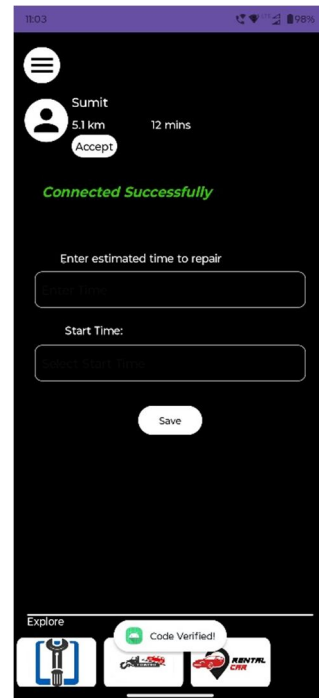 11:03
98%
Sumit
5.1 km 12 mins
Accept
Connected Successfully
Enter estimated time to repair
Enter Time
Start Time:
Select Start Time
Save
Explore
Code Verified!
RENTAL
CAR